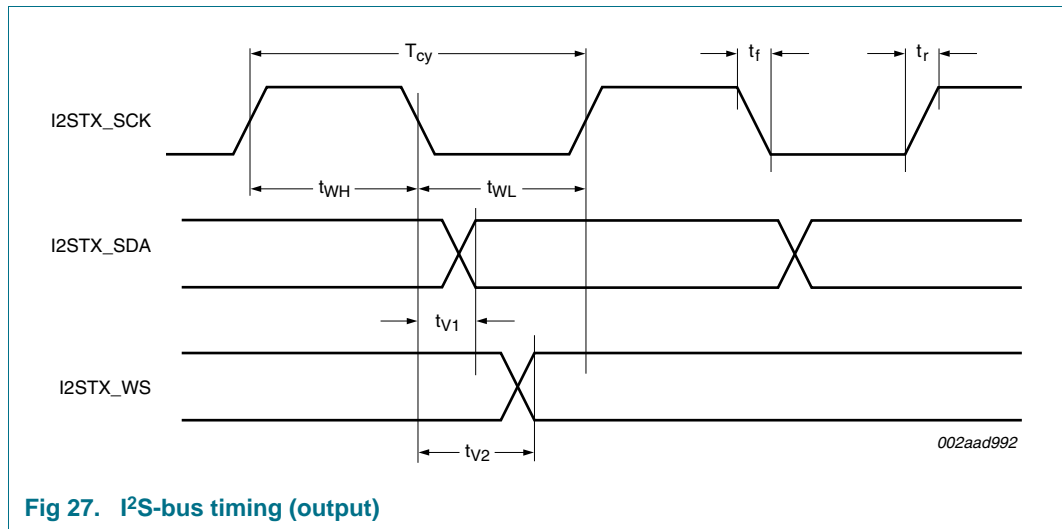 Tcy tf tr
I2STX_SCK
tWH tWL
I2STX_SDA
tV1
I2STX_WS
tV2
002aad992
Fig 27. I2S-bus timing (output)